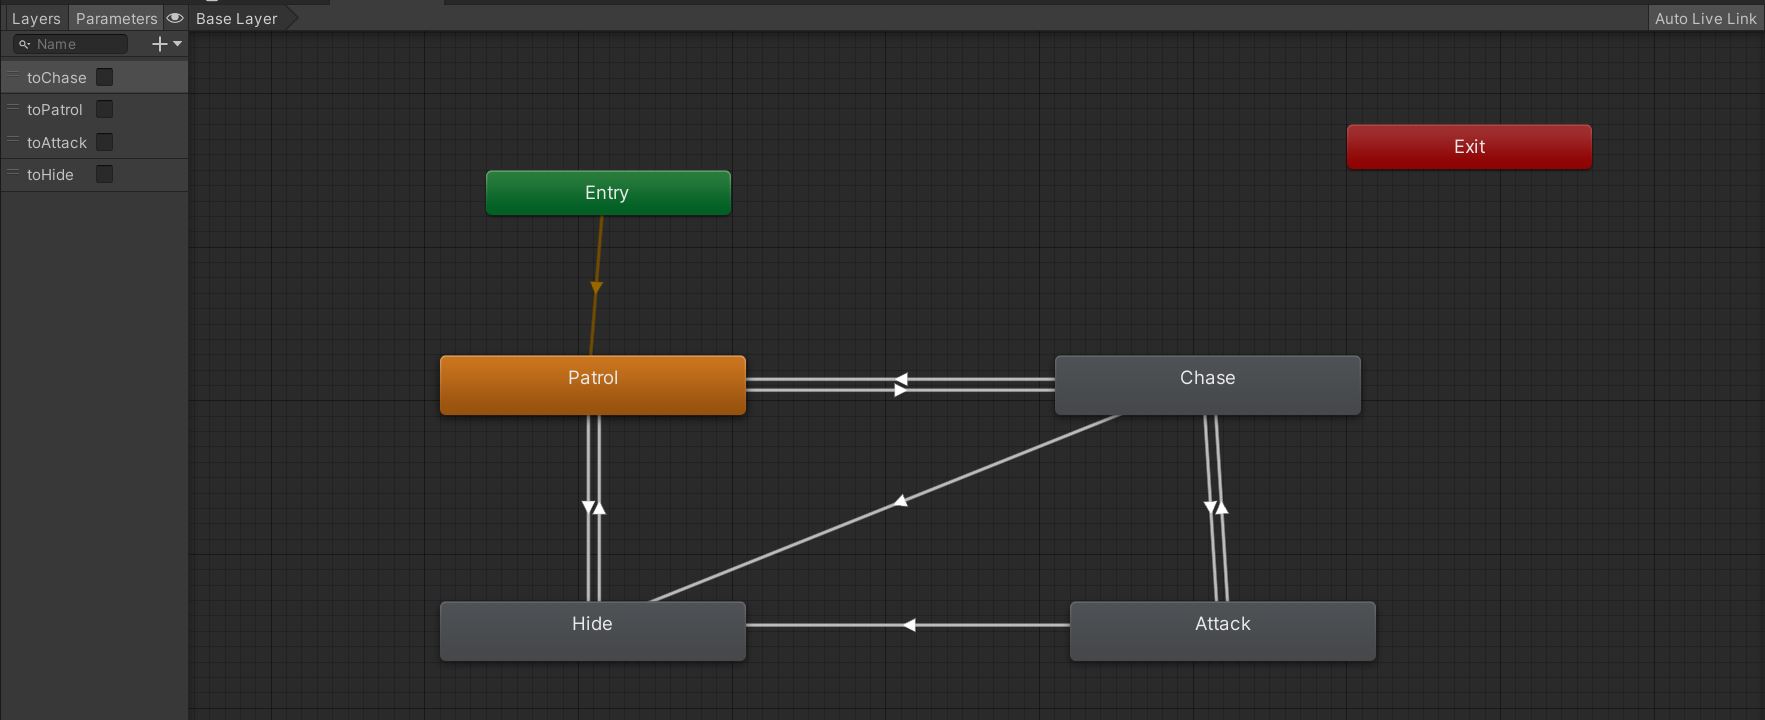 Layers Parameters Base Layer Auto Live Link
Name
toChase
toPatrol
toAttack
toHide
Exit
Entry
Patrol Chase
Hide Attack